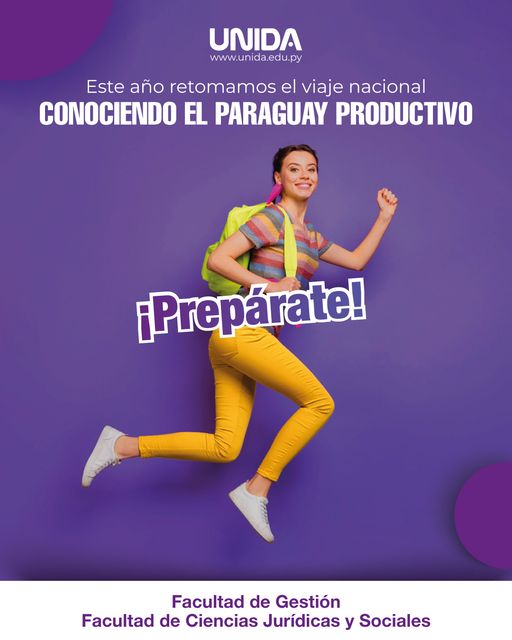 UNIDA
www.unida.edu.py
Este año retomamos el viaje nacional
CONOCIENDO EL PARAGUAY PRODUCTIVO
¡Prepárate!
Facultad de Gestión
Facultad de Ciencias Jurídicas y Sociales